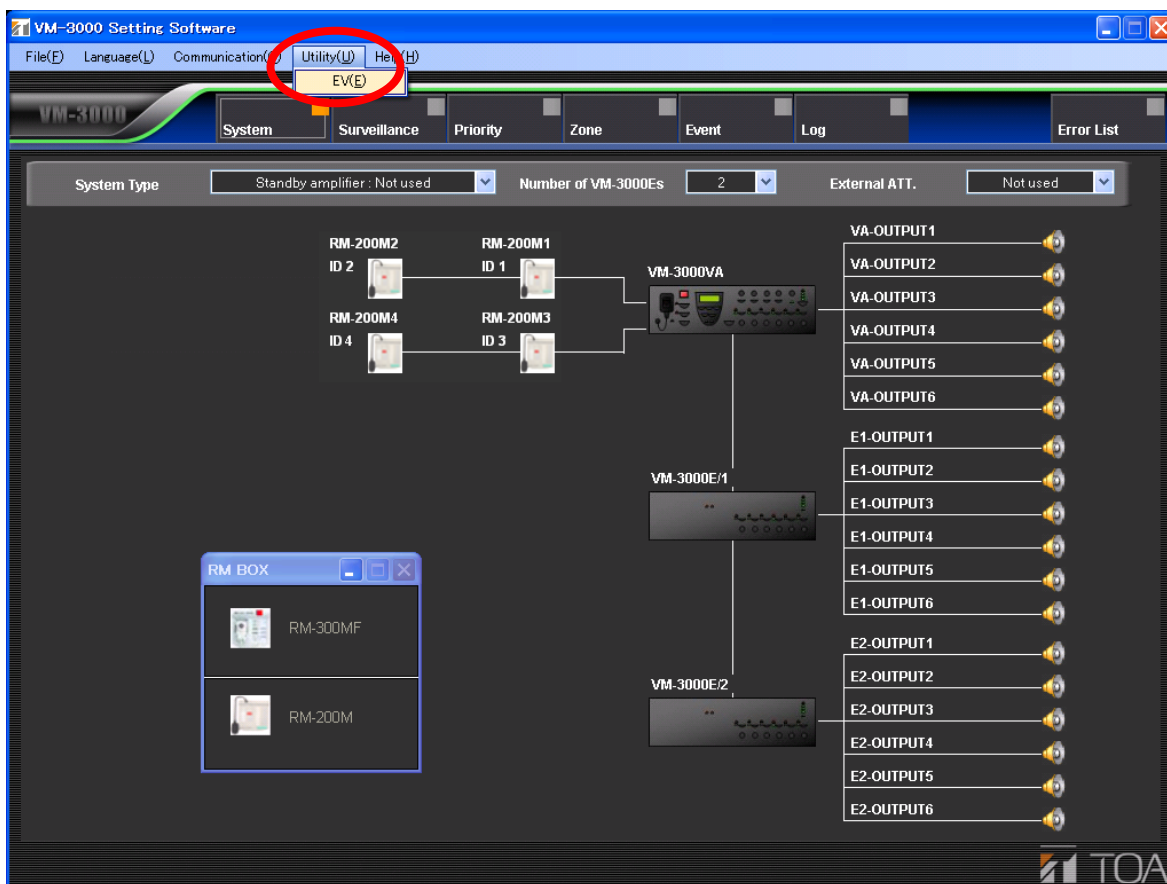 VM-3000 Setting Software
File(F) Language(L) Communication( ) Utility(U) Help(H)
EV(E)
VM-3000
System Surveillance Priority Zone Event Log Error List
System Type Standby amplifier : Not used Number of VM-3000Es 2 External ATT. Not used
RM-200M2 RM-200M1
ID 2 ID 1
RM-200M4 RM-200M3
ID 4 ID 3
VM-3000VA
VA-OUTPUT1
VA-OUTPUT2
VA-OUTPUT3
VA-OUTPUT4
VA-OUTPUT5
VA-OUTPUT6
VM-3000E/1
E1-OUTPUT1
E1-OUTPUT2
E1-OUTPUT3
E1-OUTPUT4
E1-OUTPUT5
E1-OUTPUT6
RM BOX
RM-300MF
RM-200M
VM-3000E/2
E2-OUTPUT1
E2-OUTPUT2
E2-OUTPUT3
E2-OUTPUT4
E2-OUTPUT5
E2-OUTPUT6
TOA